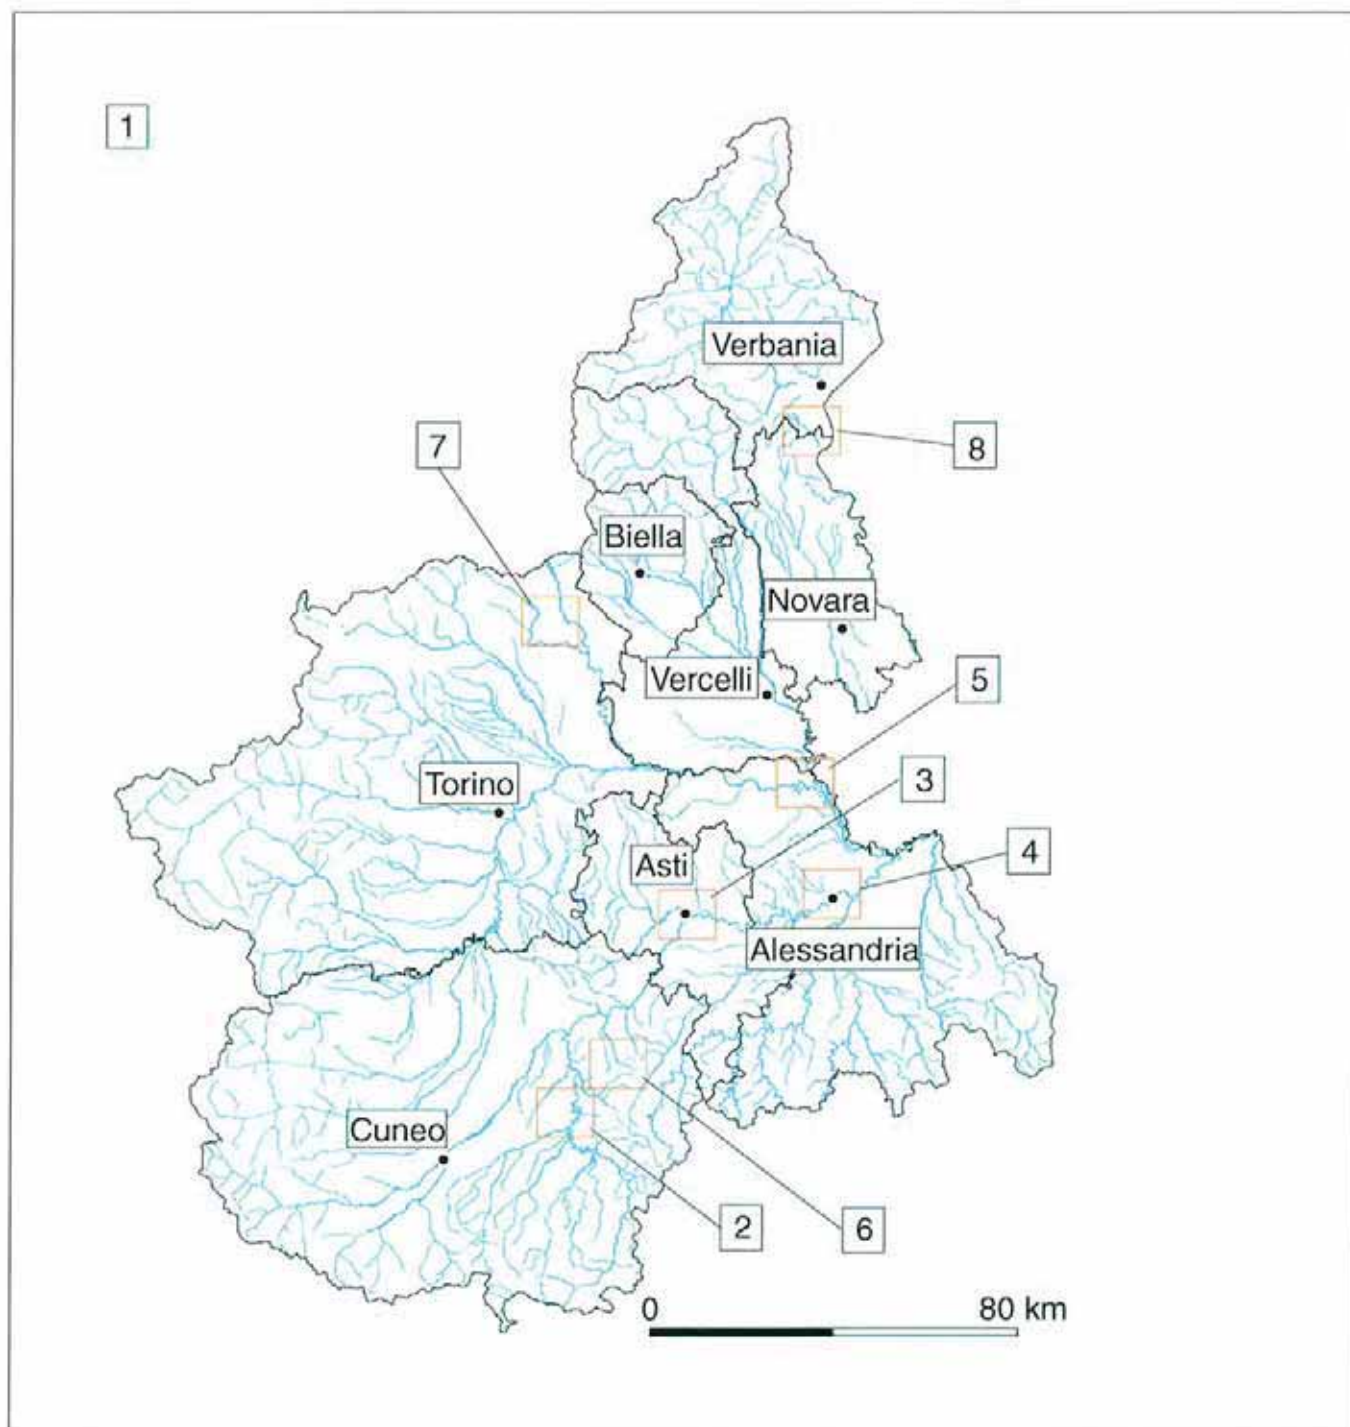 1
Verbania
7
8
Biella
Novara
Vercelli
5
Torino
3
Asti
4
Alessandria
Cuneo
2
6
0
80 km